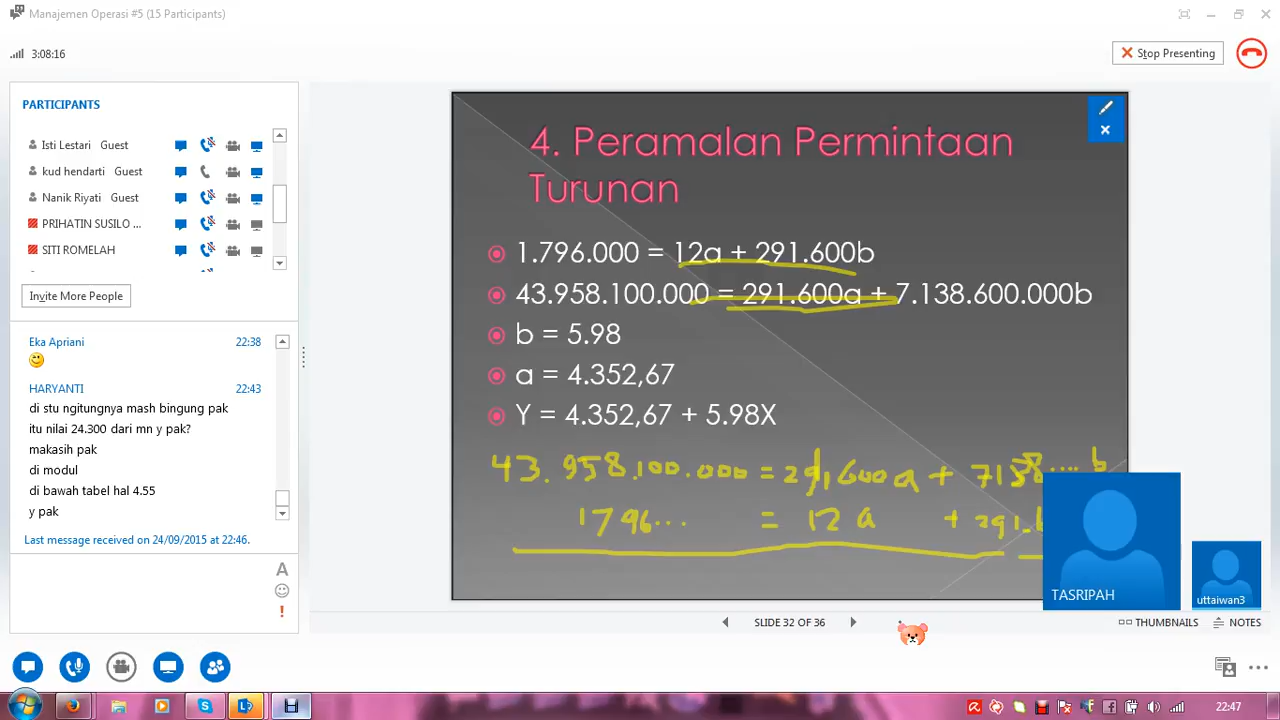 Manajemen Operasi #5 (15 Participants)
3:08:16
Stop Presenting
PARTICIPANTS
Isti Lestari Guest
kud hendarti Guest
Nanik Riyati Guest
PRIHATIN SUSILO ...
SITI ROMELAH
Invite More People
Eka Apriani 22:38
HARYANTI 22:43
di stu ngitungnya mash bingung pak
itu nilai 24.300 dari mn y pak?
makasih pak
di modul
di bawah tabel hal 4.55
y pak
Last message received on 24/09/2015 at 22:46.
A
4. Peramalan Permintaan
Turunan
1.796.000 = 12a + 291.600b
43.958.100.000 = 291.600a + 7.138.600.000b
b = 5.98
a = 4.352,67
Y = 4.352,67 + 5.98X
43.958.100.000 = 291.600a + 7138.... b
1796... = 12 a + 291.
TASRIPAH
uttaiwan3
SLIDE 32 OF 36
THUMBNAILS
NOTES
22:47